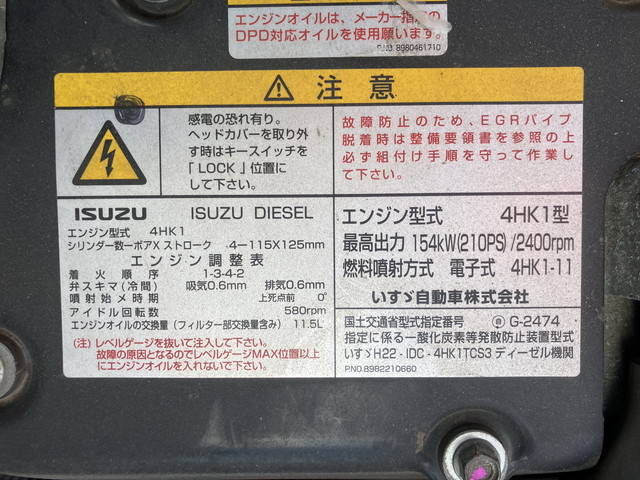 エンジンオイルは、メーカー指定の
DPD対応オイルを使用願います。
P.NO. 8980461710
注意
感電の恐れ有り。
ヘッドカバーを取り外
す時はキースイッチを
「LOCK」位置に
して下さい。
故障防止のため、EGRパイプ
脱着時は整備要領書を参照の上
必ず組付け手順を守って作業し
て下さい。
ISUZU ISUZU DIESEL
エンジン型式 4HK1
シリンダー数ーボアX ストローク 4ー115X125mm
エンジン調整表
着火順序 1-3-4-2
弁スキマ(冷間) 吸気0.6mm 排気0.6mm
噴射始メ時期 上死点前 0°
アイドル回転数 580rpm
エンジンオイルの交換量(フィルター部交換量含み) 11.5L
(注)レベルゲージを抜いて注入して下さい。
故障の原因となるのでレベルゲージMAX位置以上
にエンジンオイルを入れないで下さい。
エンジン型式 4HK1型
最高出力 154kW(210PS)/2400rpm
燃料噴射方式 電子式 4HK1-11
いすゞ自動車株式会社
国土交通省型式指定番号 G-2474
指定に係る一酸化炭素等発散防止装置型式
いすゞH22-IDC-4HK1TCS3 ディーゼル機関
P.NO.8982210660